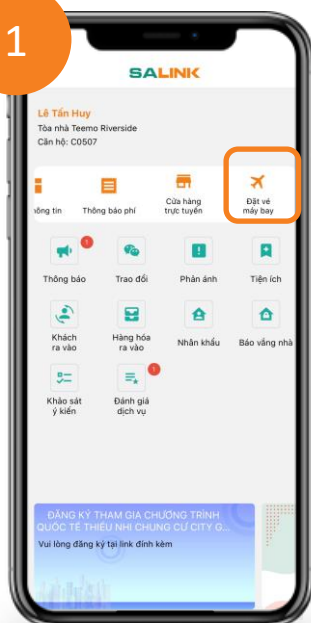 1
SALINK
Lê Tấn Huy
Tòa nhà Teemo Riverside
Căn hộ: C0507
hông tin
Thông báo phí
Cửa hàng
trực tuyến
Đặt vé
máy bay
1
Thông báo
Trao đổi
Phản ánh
Tiện ích
Khách
ra vào
Hàng hóa
ra vào
Nhân khẩu
Báo vắng nhà
Khảo sát
ý kiến
1
Đánh giá
dịch vụ
ĐĂNG KÝ THAM GIA CHƯƠNG TRÌNH
QUỐC TẾ THIẾU NHI CHUNG CƯ CITY G...
Vui lòng đăng ký tại link đính kèm